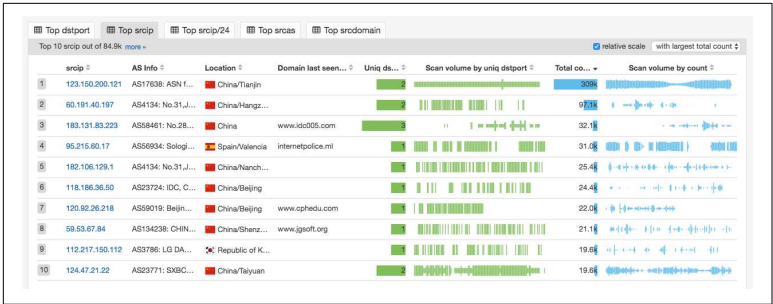 Top dstport Top srcip Top srcip/24 Top srcas Top srcdomain
Top 10 srcip out of 84.9k more » relative scale with largest total count
srcip AS Info Location Domain last seen... Uniq ds... Scan volume by uniq dstport Total co... Scan volume by count
1 123.150.200.121 AS17638: ASN f... China/Tianjin 2 309k
2 60.191.40.197 AS4134: No.31,J... China/Hangz... 2 97.1k
3 183.131.83.223 AS58461: No.28... China www.idc005.com 3 32.1k
4 95.215.60.17 AS56934: Sologi... Spain/Valencia internetpolice.ml 1 31.0k
5 182.106.129.1 AS4134: No.31,J... China/Nanch... 1 25.4k
6 118.186.36.50 AS23724: IDC, C... China/Beijing 1 24.4k
7 120.92.26.218 AS59019: Beijin... China/Beijing www.cphedu.com 1 22.0k
8 59.53.67.84 AS134238: CHIN... China/Shenz... www.jgsoft.org 1 21.1k
9 112.217.150.112 AS3786: LG DA... Republic of K... 1 19.6k
10 124.47.21.22 AS23771: SXBC... China/Taiyuan 2 19.6k